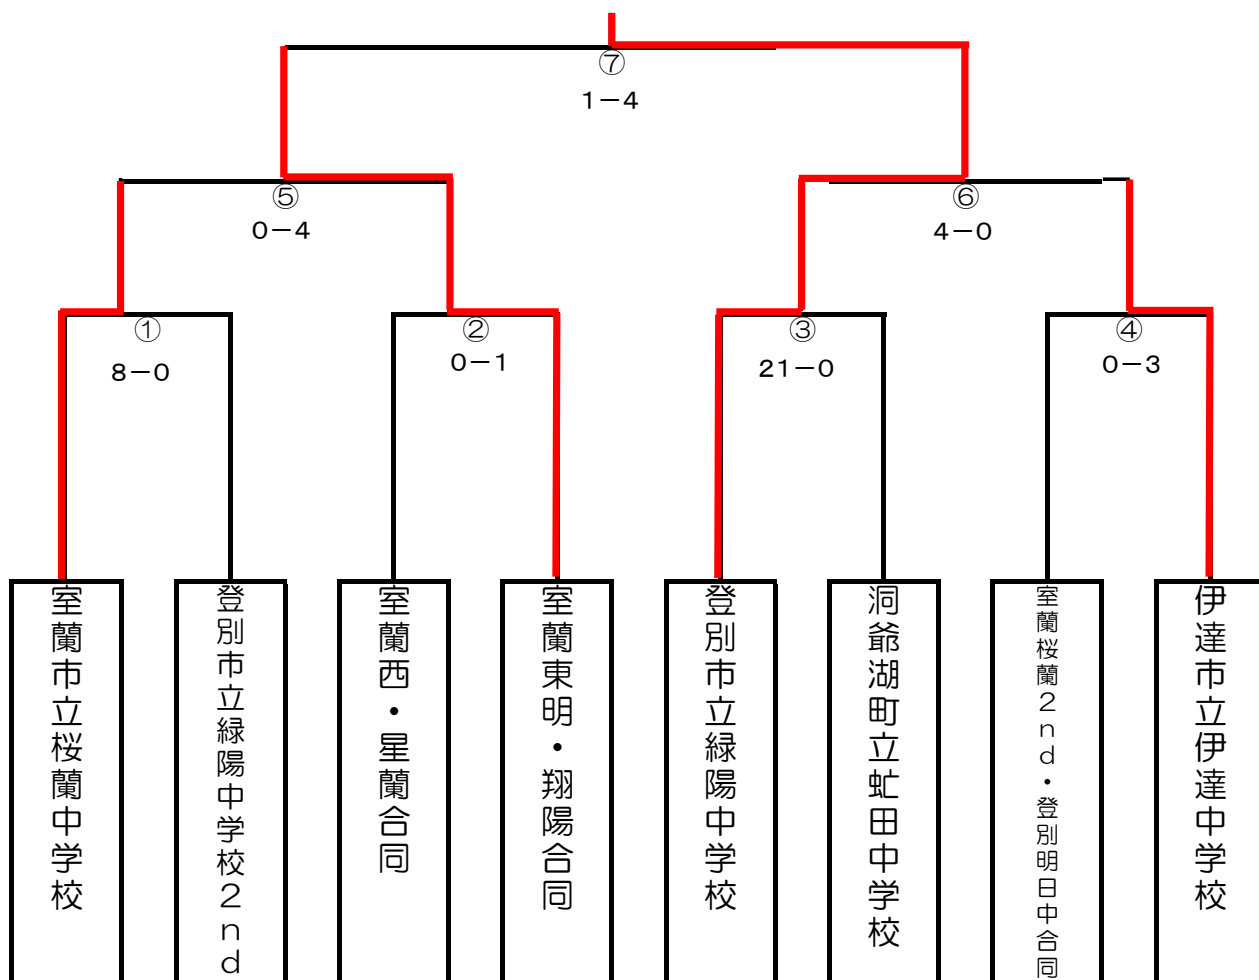 ⑦
1－4
⑤
⑥
0－4
4－0
①
②
③
④
8－0
0－1
21－0
0－3
室蘭市立桜蘭中学校
登別市立緑陽中学校2nd
室蘭西・星蘭合同
室蘭東明・翔陽合同
登別市立緑陽中学校
洞爺湖町立虻田中学校
室蘭桜蘭2nd・登別明日中合同
伊達市立伊達中学校